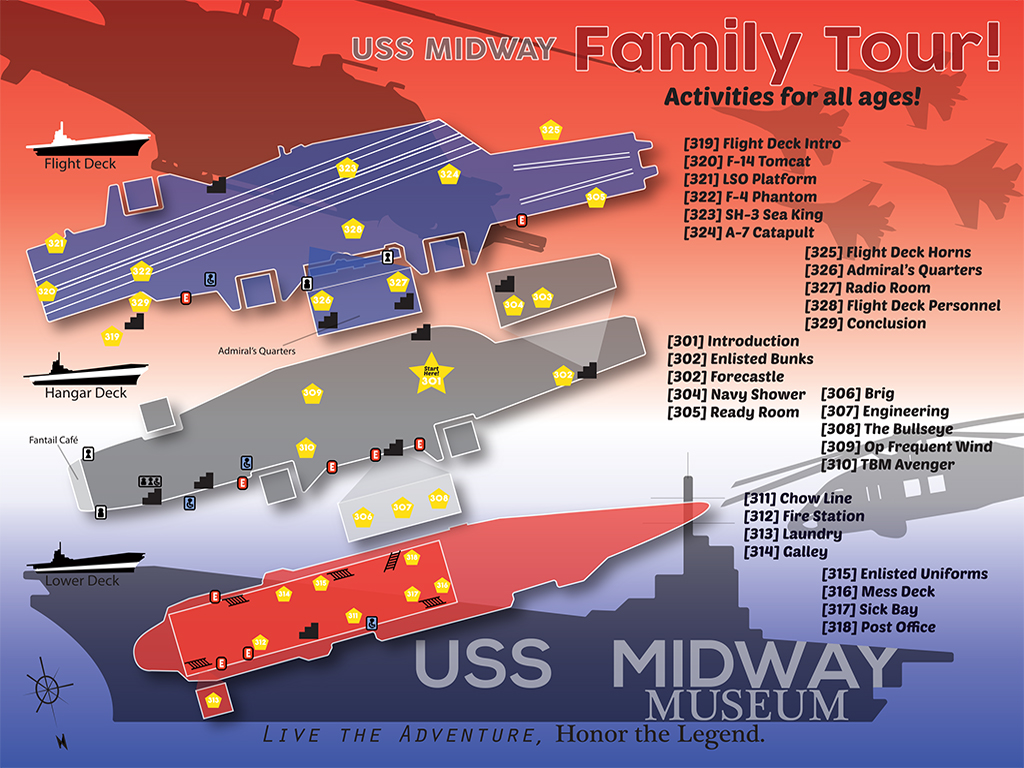 USS MIDWAY Family Tour!
Activities for all ages!
Flight Deck
[319] Flight Deck Intro
[320] F-14 Tomcat
[321] LSO Platform
[322] F-4 Phantom
[323] SH-3 Sea King
[324] A-7 Catapult
[325] Flight Deck Horns
[326] Admiral's Quarters
[327] Radio Room
[328] Flight Deck Personnel
[329] Conclusion
325
323
324
305
321
328
322
320
329
326
327
319
E
E
Admiral's Quarters
[301] Introduction
[302] Enlisted Bunks
[302] Forecastle
[304] Navy Shower
[305] Ready Room
[306] Brig
[307] Engineering
[308] The Bullseye
[309] Op Frequent Wind
[310] TBM Avenger
Hangar Deck
Fantail Café
304
303
Start
Here!
301
302
309
310
E
E
E
E
306
307
308
[311] Chow Line
[312] Fire Station
[313] Laundry
[314] Galley
[315] Enlisted Uniforms
[316] Mess Deck
[317] Sick Bay
[318] Post Office
Lower Deck
318
315
316
314
317
311
312
313
E
E
E
USS MIDWAY
MUSEUM
Live the Adventure, Honor the Legend.